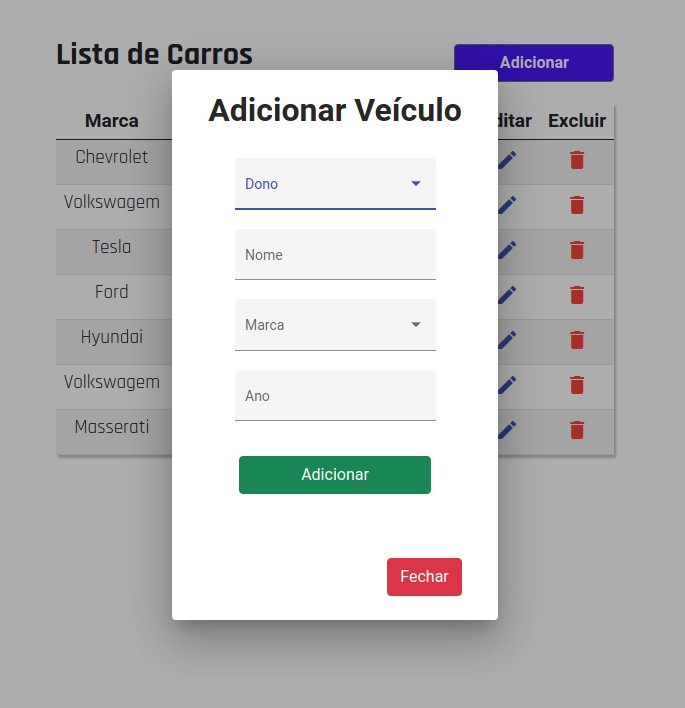 Lista de Carros
Adicionar
Marca
Excluir
Chevrolet
Volkswagem
Tesla
Ford
Hyundai
Volkswagem
Masserati
Adicionar Veículo
Dono
Nome
Marca
Ano
Adicionar
Fechar